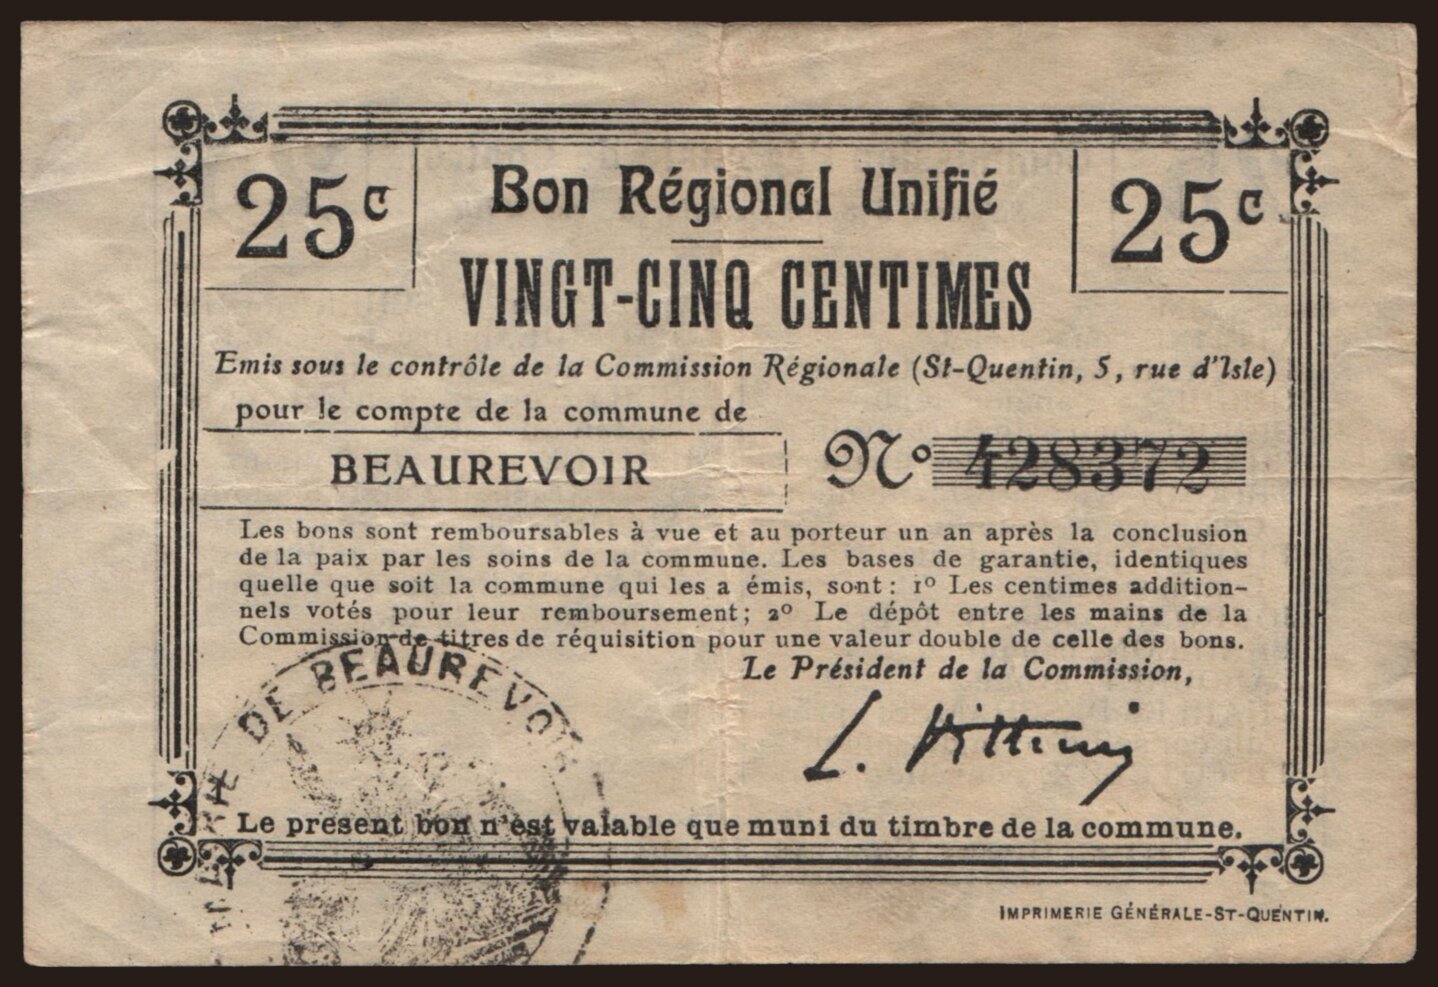 25c Bon Régional Unifié 25c
VINGT-CINQ CENTIMES
Emis sous le contrôle de la Commission Régionale (St-Quentin, 5, rue d'Isle)
pour le compte de la commune de
BEAUREVOIR
No 428372
Les bons sont remboursables à vue et au porteur un an après la conclusion
de la paix par les soins de la commune. Les bases de garantie, identiques
quelle que soit la commune qui les a émis, sont : 1o Les centimes addition-
nels votés pour leur remboursement; 2o Le dépôt entre les mains de la
Commission de titres de réquisition pour une valeur double de celle des bons.
Le Président de la Commission,
DE BEAUREVOI
Le présent bon n'est valable que muni du timbre de la commune.
IMPRIMERIE GÉNÉRALE-ST-QUENTIN.